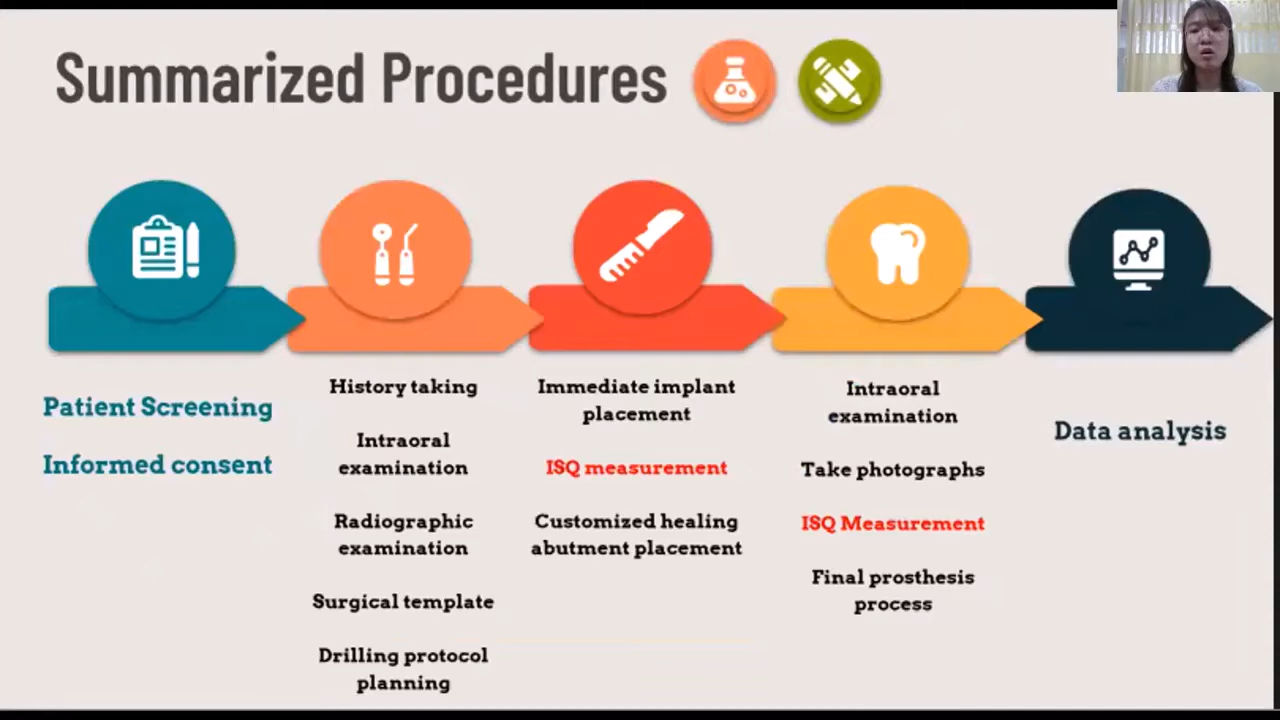 Summarized Procedures
Patient Screening
Informed consent
History taking
Intraoral
examination
Radiographic
examination
Surgical template
Drilling protocol
planning
Immediate implant
placement
ISQ measurement
Customized healing
abutment placement
Intraoral
examination
Take photographs
ISQ Measurement
Final prosthesis
process
Data analysis